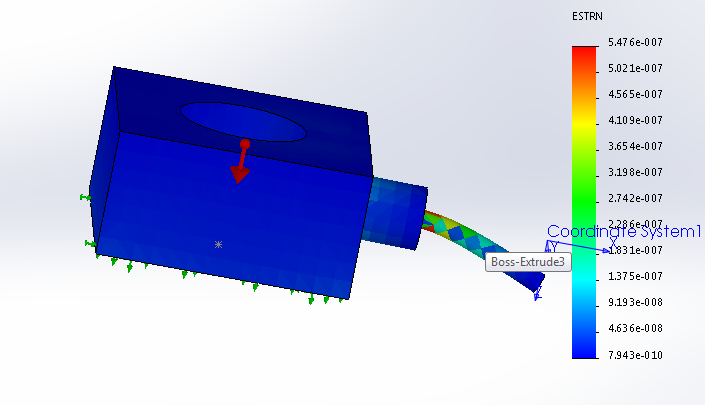 ESTRN
5.476e-007
5.021e-007
4.565e-007
4.109e-007
3.654e-007
3.198e-007
2.742e-007
2.286e-007
Coordinate System1
Y
X
1.831e-007
Boss-Extrude3
1.375e-007
Z
9.193e-008
4.636e-008
7.943e-010